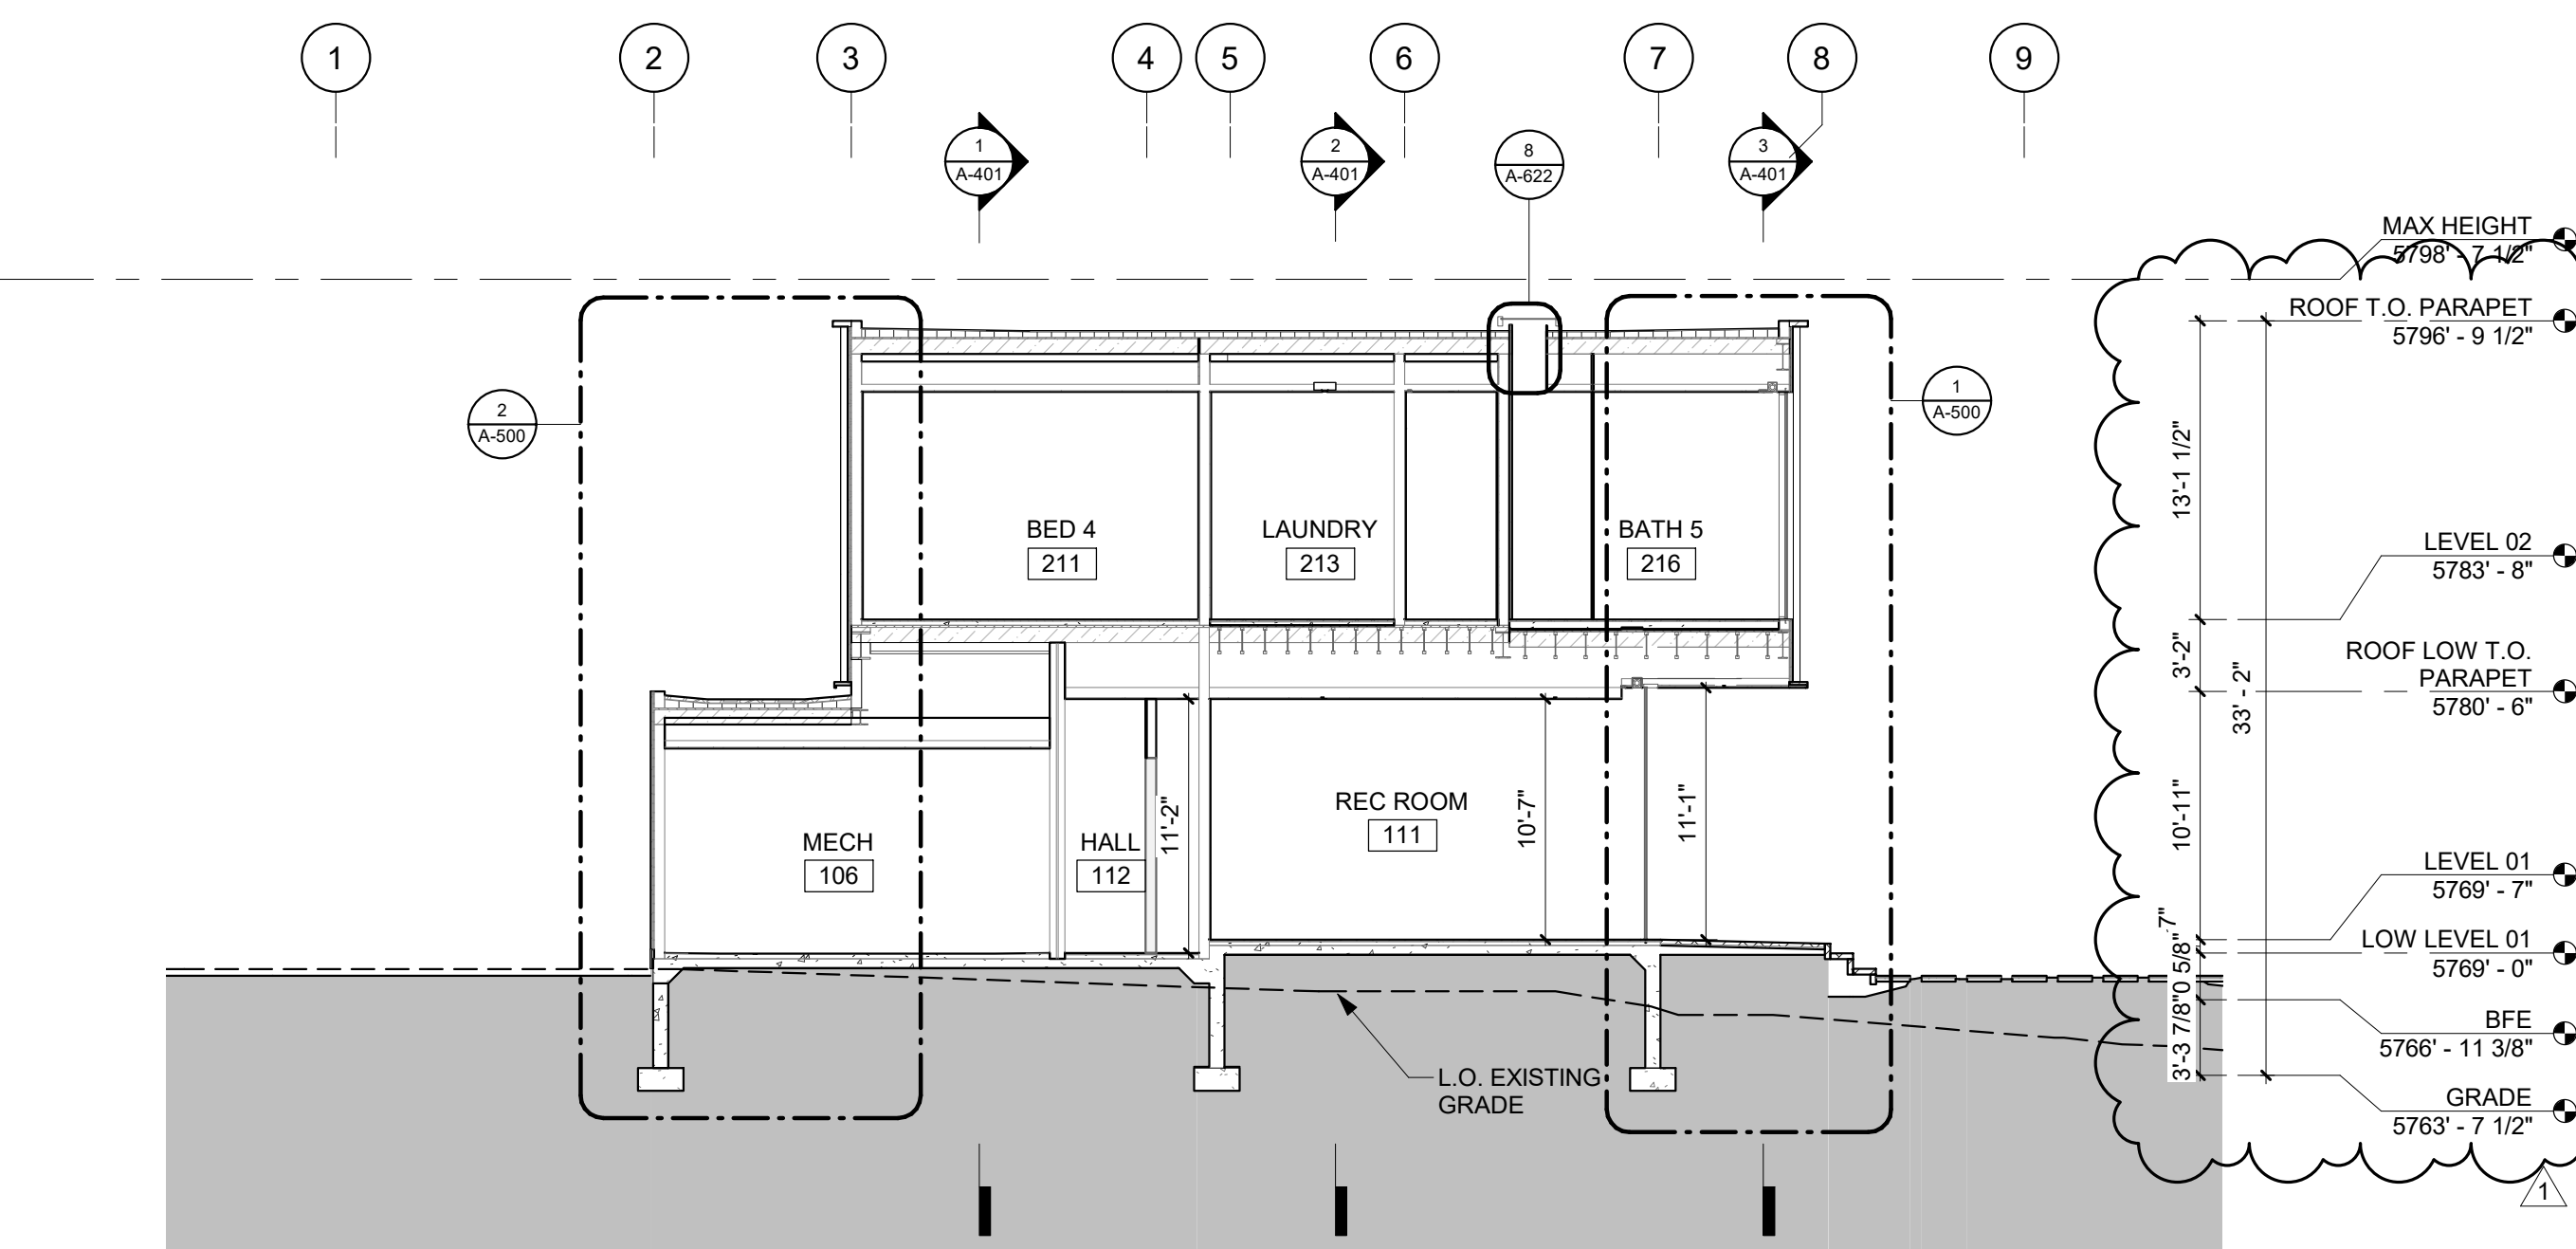 1
2
3
4
5
6
7
8
9
1
A-401
2
A-401
8
A-622
3
A-401
MAX HEIGHT
5798' - 7 1/2"
ROOF T.O. PARAPET
5796' - 9 1/2"
2
A-500
1
A-500
13'-1 1/2"
BED 4
211
LAUNDRY
213
BATH 5
216
LEVEL 02
5783' - 8"
3'-2"
33' - 2"
ROOF LOW T.O.
PARAPET
5780' - 6"
MECH
106
HALL
112
11'-2"
REC ROOM
111
10'-7"
11'-1"
10'-11"
LEVEL 01
5769' - 7"
LOW LEVEL 01
5769' - 0"
7"
0 5/8"
3'-3 7/8"
BFE
5766' - 11 3/8"
L.O. EXISTING
GRADE
GRADE
5763' - 7 1/2"
1